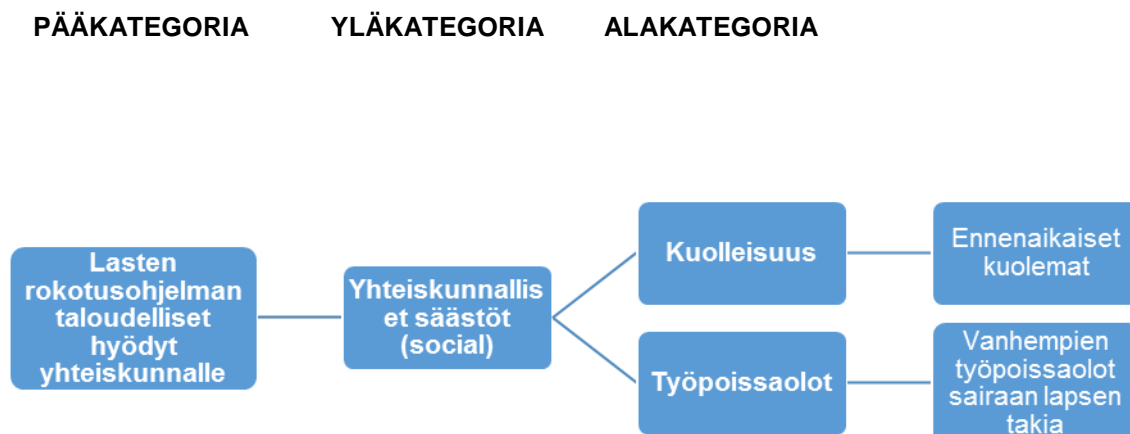 PÄÄKATEGORIA YLÄKATEGORIA ALAKATEGORIA
Lasten
rokotusohjelman
taloudelliset
hyödyt
yhteiskunnalle
Yhteiskunnallis
et säästöt
(social)
Kuolleisuus
Ennenaikaiset
kuolemat
Työpoissaolot
Vanhempien
työpoissaolot
sairaan lapsen
takia